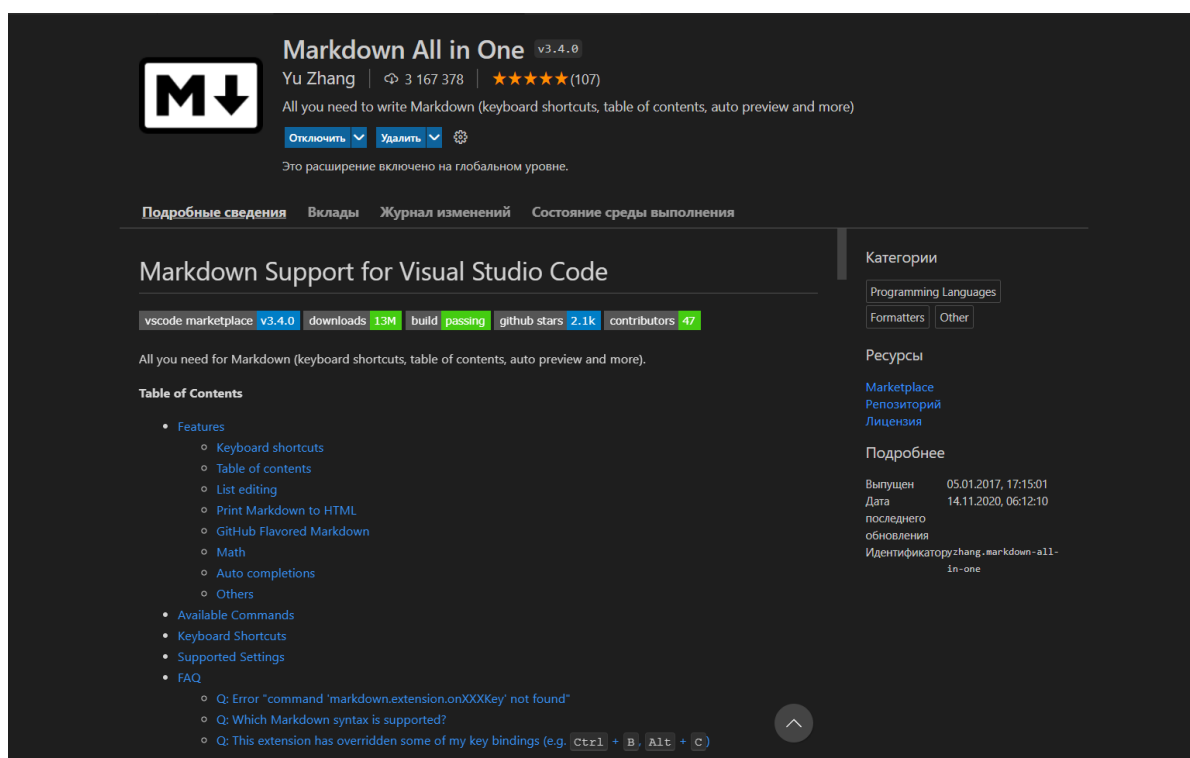 Markdown All in One v3.4.0
Yu Zhang 3 167 378 ★★★★★(107)
All you need to write Markdown (keyboard shortcuts, table of contents, auto preview and more)
Отключить Удалить
Это расширение включено на глобальном уровне.
Подробные сведения Вклады Журнал изменений Состояние среды выполнения
Markdown Support for Visual Studio Code
vscode marketplace v3.4.0 downloads 13M build passing github stars 2.1k contributors 47
All you need for Markdown (keyboard shortcuts, table of contents, auto preview and more).
Table of Contents
• Features
◦ Keyboard shortcuts
◦ Table of contents
◦ List editing
◦ Print Markdown to HTML
◦ GitHub Flavored Markdown
◦ Math
◦ Auto completions
◦ Others
• Available Commands
• Keyboard Shortcuts
• Supported Settings
• FAQ
◦ Q: Error "command 'markdown.extension.onXXXKey' not found"
◦ Q: Which Markdown syntax is supported?
◦ Q: This extension has overridden some of my key bindings (e.g. Ctrl + B, Alt + C)
Категории
Programming Languages
Formatters Other
Ресурсы
Marketplace
Репозиторий
Лицензия
Подробнее
Выпущен 05.01.2017, 17:15:01
Дата 14.11.2020, 06:12:10
последнего
обновления
Идентификатор yzhang.markdown-all-
in-one